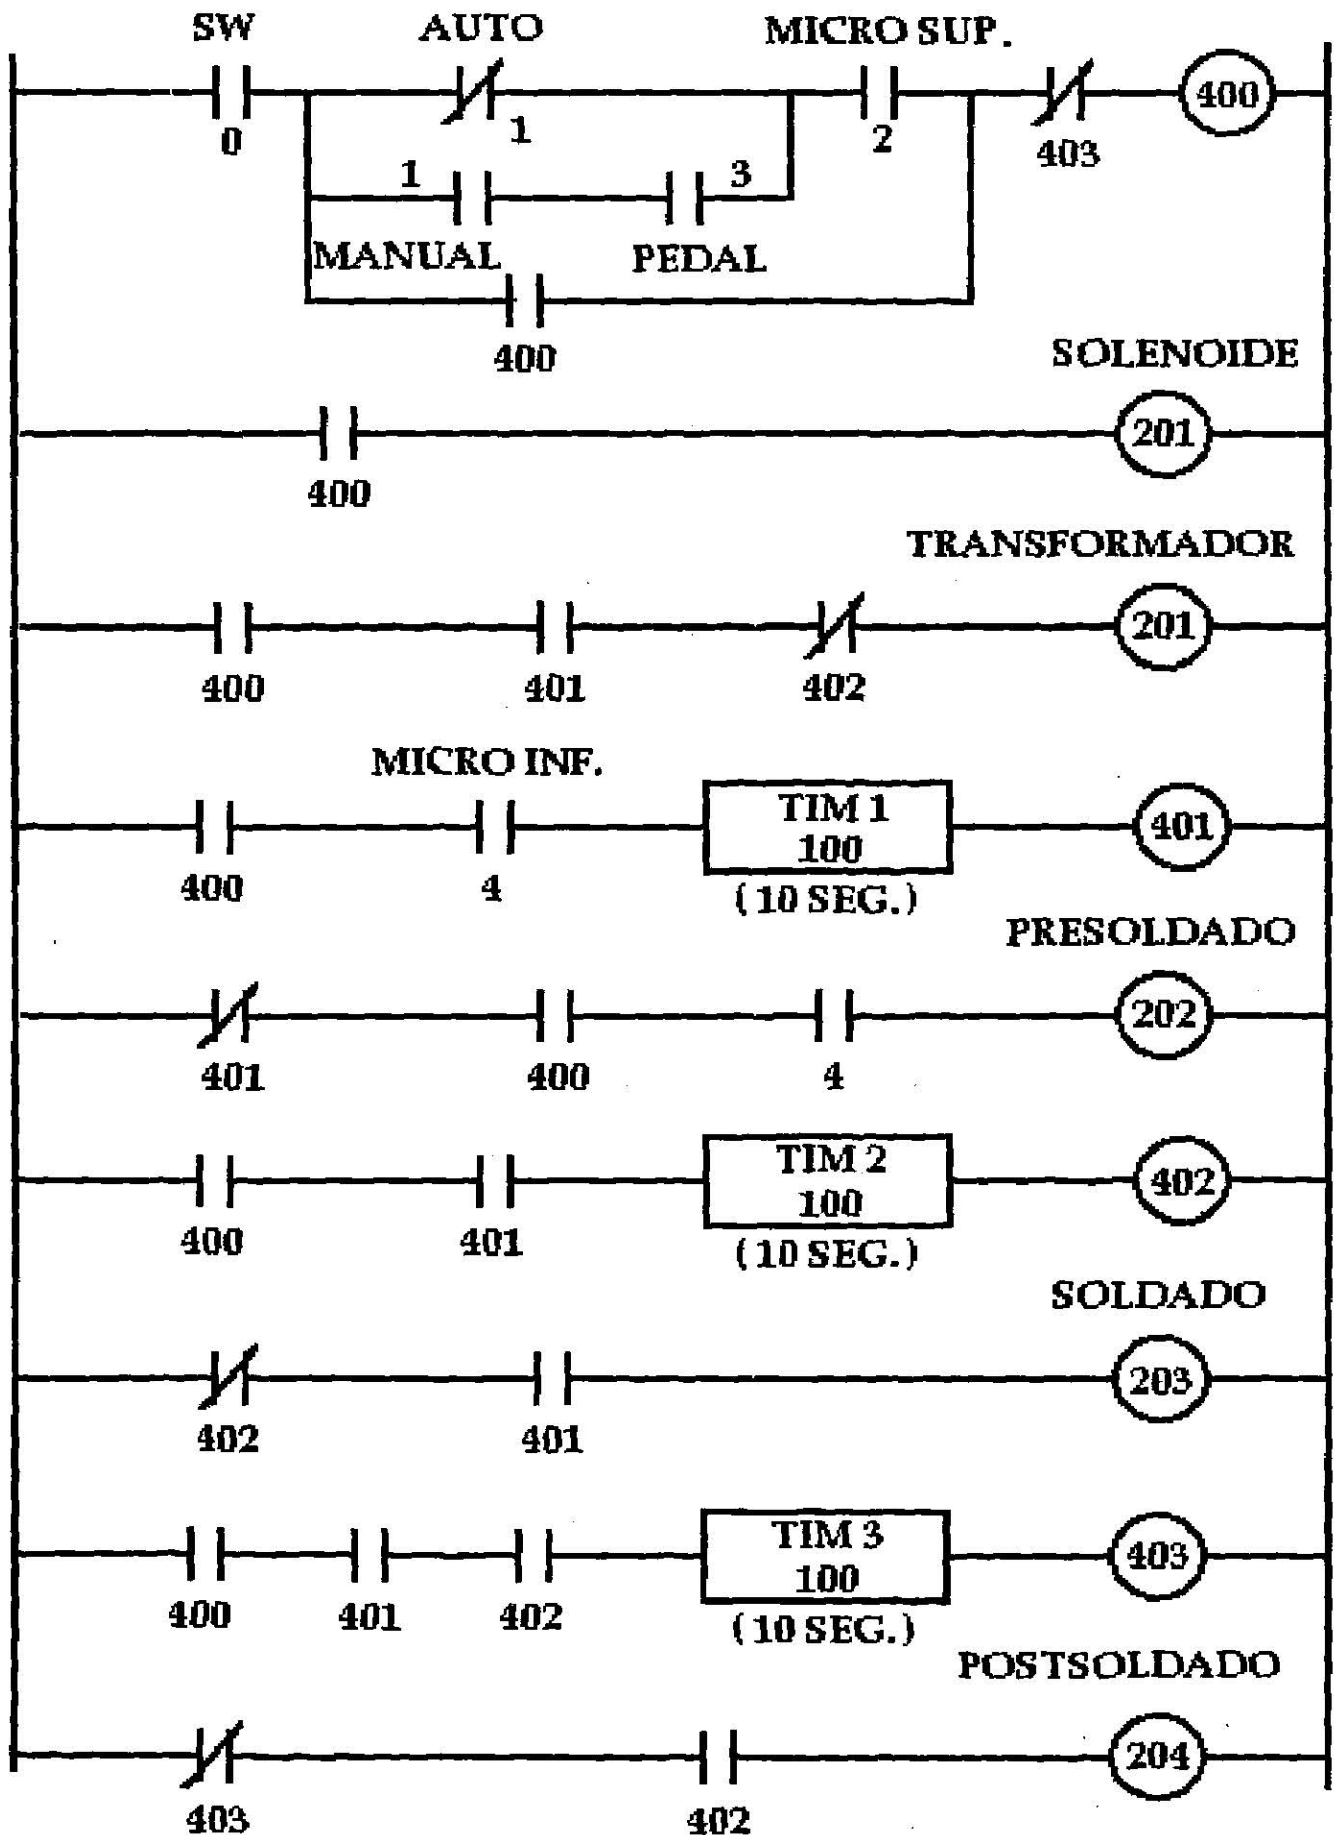 SW AUTO MICRO SUP.
400
0 1 2 403
1 3
MANUAL PEDAL
400
SOLENOIDE
201
400
TRANSFORMADOR
201
400 401 402
MICRO INF.
TIM 1
100
401
400 4 (10 SEG.)
PRESOLDADO
202
401 400 4
TIM 2
100
402
400 401 (10 SEG.)
SOLDADO
203
402 401
TIM 3
100
403
400 401 402 (10 SEG.)
POSTSOLDADO
204
403 402